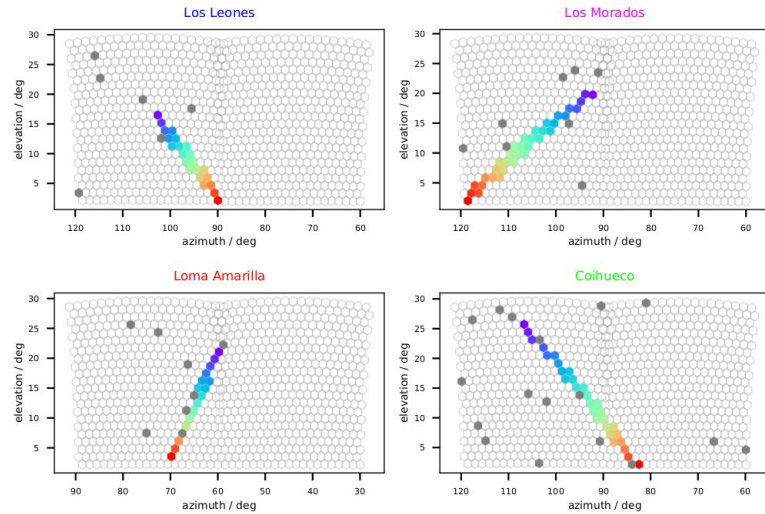 Los Leones
Los Morados
elevation / deg
30
25
20
15
10
5
120 110 100 90 80 70 60
azimuth / deg
elevation / deg
30
25
20
15
10
5
120 110 100 90 80 70 60
azimuth / deg
Loma Amarilla
Coihueco
elevation / deg
30
25
20
15
10
5
90 80 70 60 50 40 30
azimuth / deg
elevation / deg
30
25
20
15
10
5
120 110 100 90 80 70 60
azimuth / deg